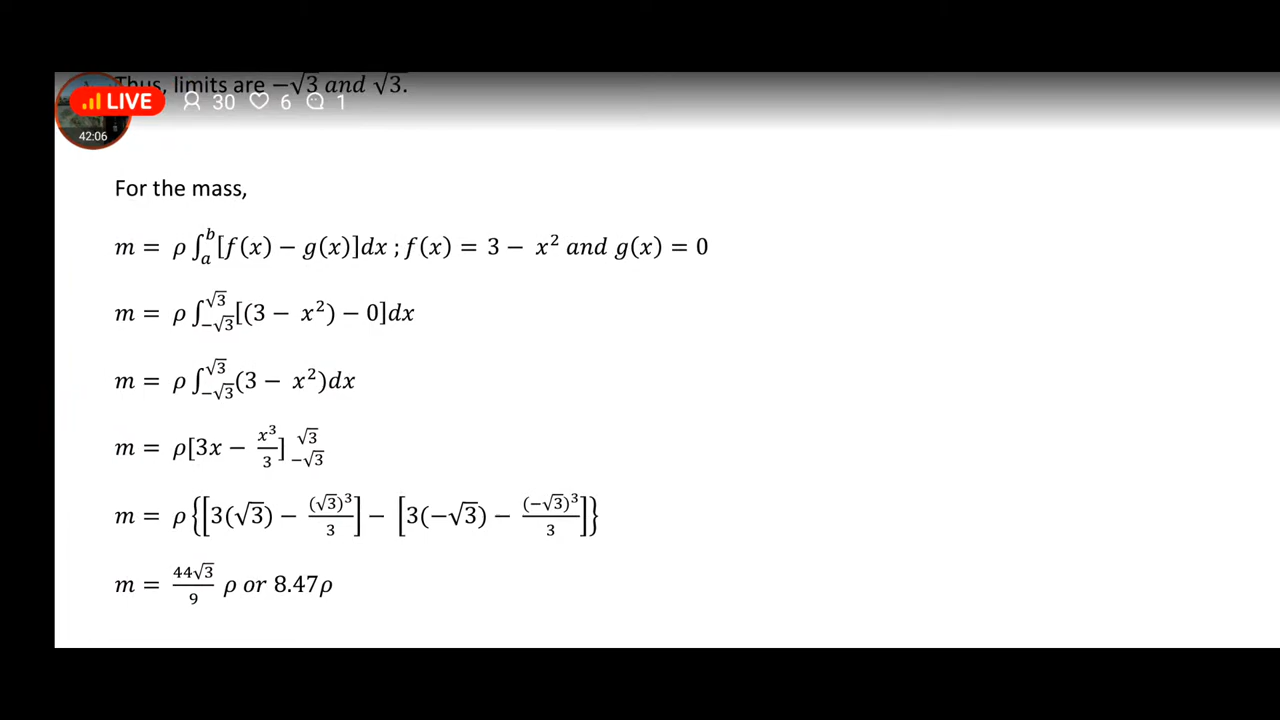 Thus, limits are −√3 and √3.
LIVE 30 6 1
42:06
For the mass,
m = ρ∫ₐᵇ[f(x) − g(x)]dx ; f(x) = 3 − x² and g(x) = 0
m = ρ∫_{−√3}^{√3}[(3 − x²) − 0]dx
m = ρ∫_{−√3}^{√3}(3 − x²)dx
m = ρ[3x − x³/3]_{−√3}^{√3}
m = ρ{[3(√3) − (√3)³/3] − [3(−√3) − (−√3)³/3]}
m = 44√3/9 ρ or 8.47ρ